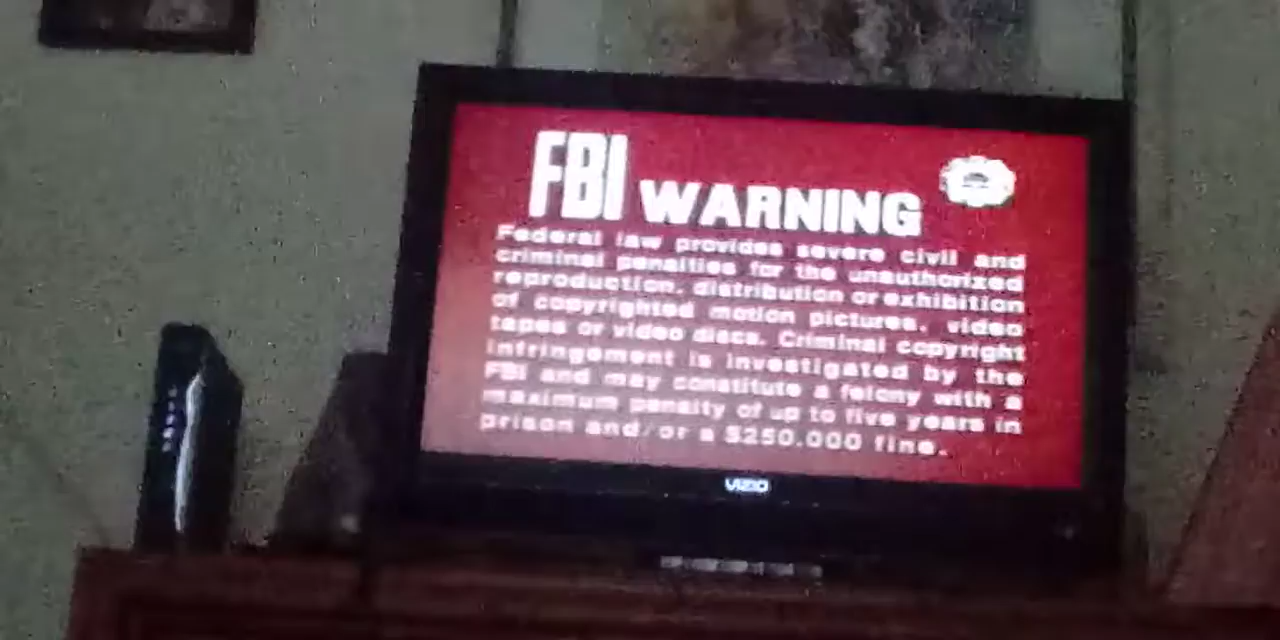 FBI WARNING
Federal law provides severe civil and
criminal penalties for the unauthorized
reproduction, distribution or exhibition
of copyrighted motion pictures, video
tapes or video discs. Criminal copyright
infringement is investigated by the
FBI and may constitute a felony with a
maximum penalty of up to five years in
prison and/or a $250,000 fine.
VIZIO